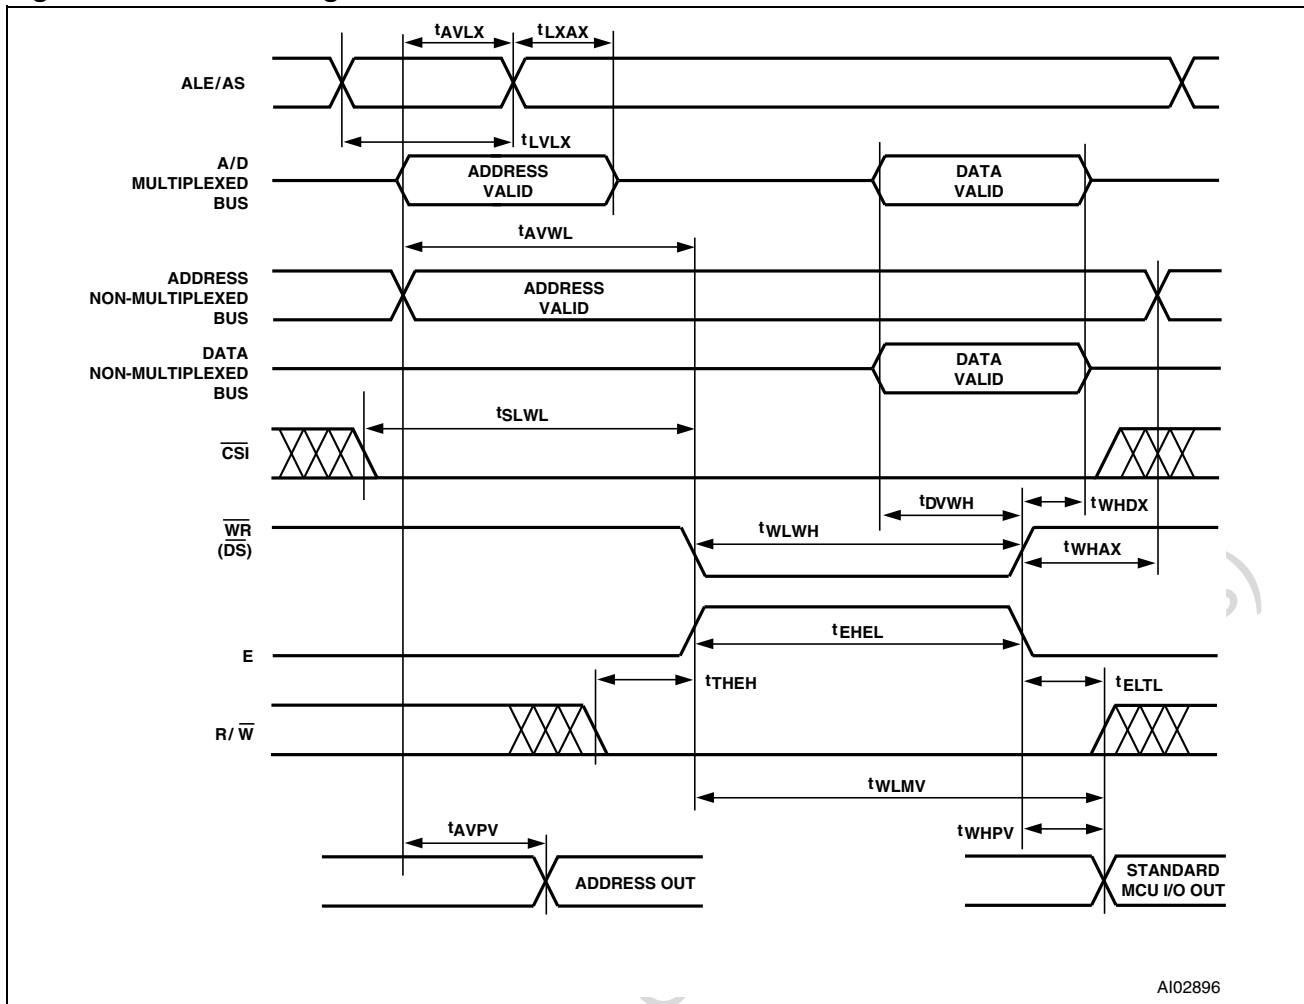 tAVLX tLXAX
ALE/AS
tLVLX
A/D
MULTIPLEXED
BUS
ADDRESS
VALID
DATA
VALID
tAVWL
ADDRESS
NON-MULTIPLEXED
BUS
ADDRESS
VALID
DATA
NON-MULTIPLEXED
BUS
DATA
VALID
tSLWL
CSI
tDVWH tWHDX
WR
(DS)
tWLWH
tWHAX
tEHEL
E
tTHEH tELTL
R/W
tWLMV
tAVPV tWHPV
ADDRESS OUT
STANDARD
MCU I/O OUT
AI02896